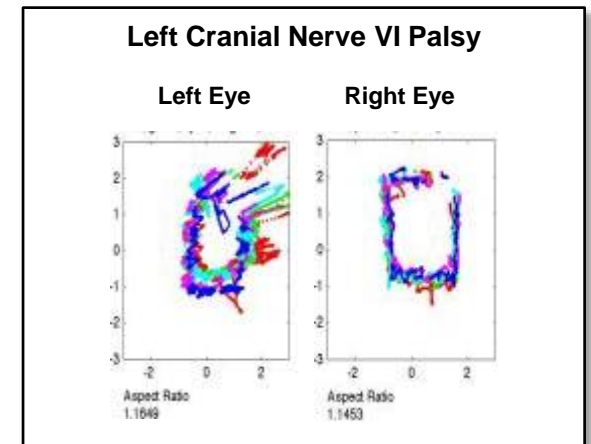 Left Cranial Nerve VI Palsy
Left Eye Right Eye
3 3
2 2
1 1
0 0
-1 -1
-2 -2
-3 -3
-2 0 2 -2 0 2
Aspect Ratio Aspect Ratio
1.1649 1.1453